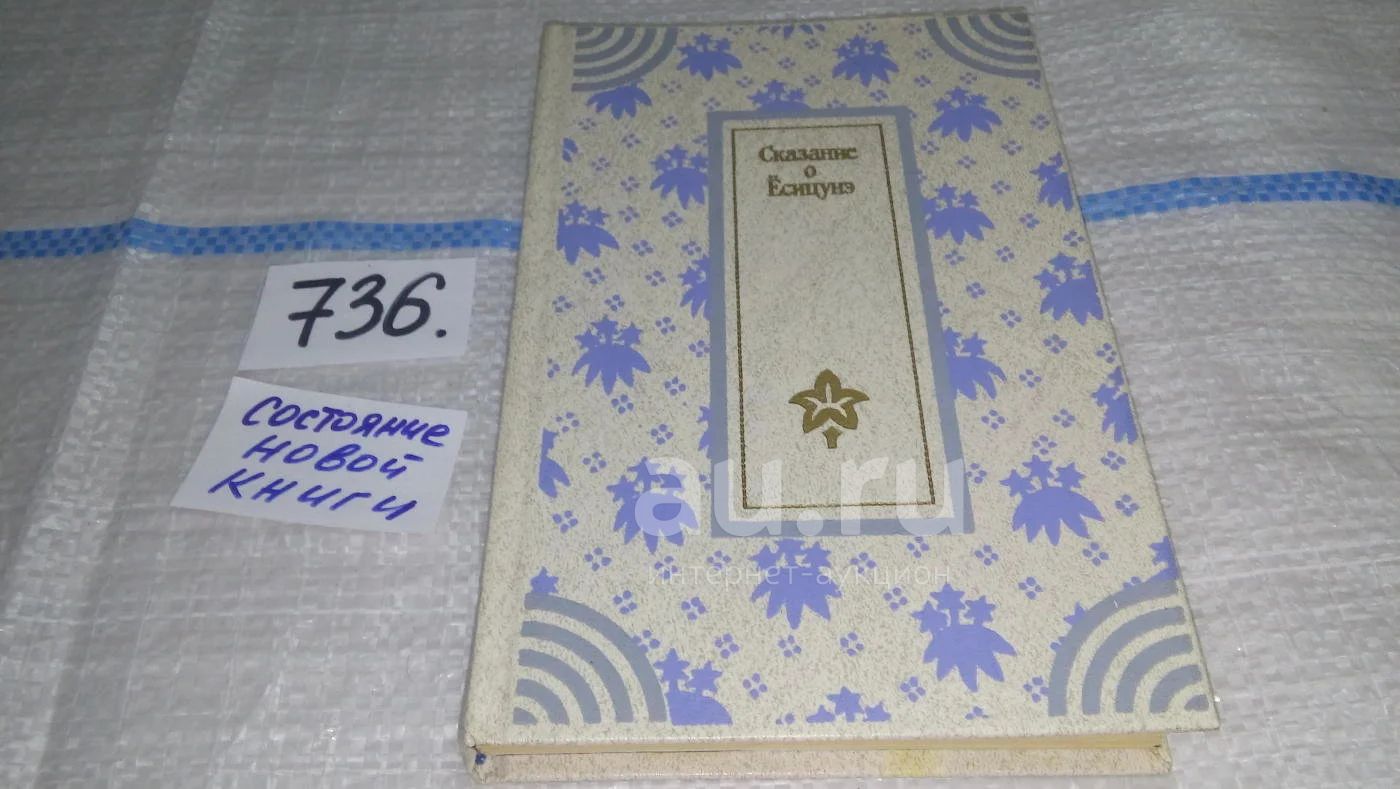 Сказание
о
Ёсицунэ
736.
состояние
новой
книги
au.ru
интернет-аукцион